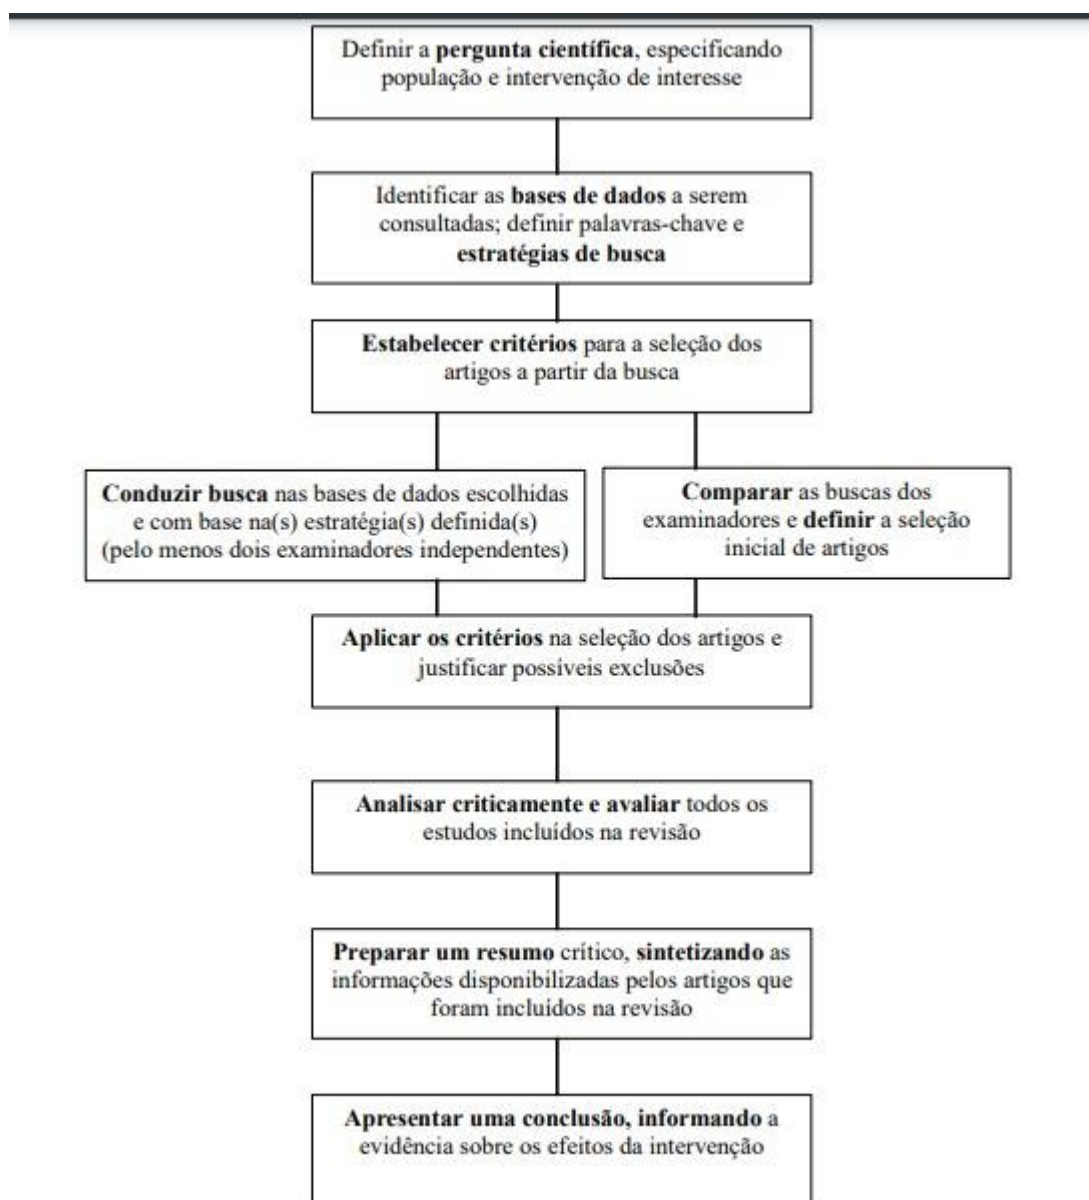 Definir a pergunta científica, especificando
população e intervenção de interesse
Identificar as bases de dados a serem
consultadas; definir palavras-chave e
estratégias de busca
Estabelecer critérios para a seleção dos
artigos a partir da busca
Conduzir busca nas bases de dados escolhidas
e com base na(s) estratégia(s) definida(s)
(pelo menos dois examinadores independentes)
Comparar as buscas dos
examinadores e definir a seleção
inicial de artigos
Aplicar os critérios na seleção dos artigos e
justificar possíveis exclusões
Analisar criticamente e avaliar todos os
estudos incluídos na revisão
Preparar um resumo crítico, sintetizando as
informações disponibilizadas pelos artigos que
foram incluídos na revisão
Apresentar uma conclusão, informando a
evidência sobre os efeitos da intervenção